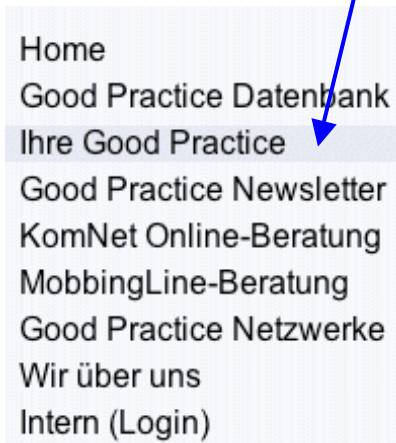 Home
Good Practice Datenbank
Ihre Good Practice
Good Practice Newsletter
KomNet Online-Beratung
MobbingLine-Beratung
Good Practice Netzwerke
Wir über uns
Intern (Login)